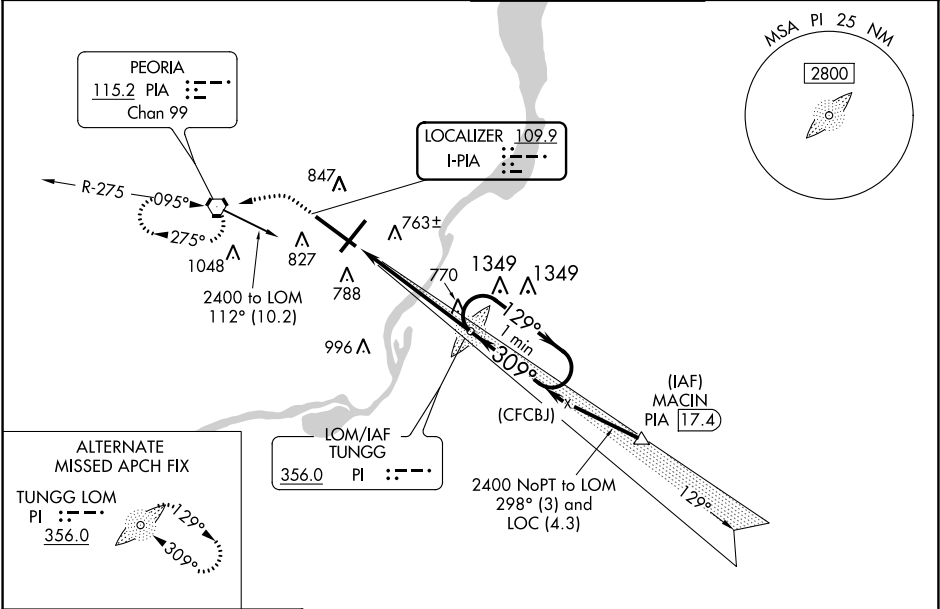 MSA PI 25 NM
2800
PEORIA
115.2 PIA
Chan 99
LOCALIZER 109.9
I-PIA
R-275
095°
275°
847
763±
1048
827
788
770
1349
1349
2400 to LOM
112° (10.2)
996
129°
1 min
309°
(CFCBJ)
(IAF)
MACIN
PIA 17.4
LOM/IAF
TUNGG
356.0 PI
2400 NoPT to LOM
298° (3) and
LOC (4.3)
129°
x
ALTERNATE
MISSED APCH FIX
TUNGG LOM
PI
356.0
129°
309°